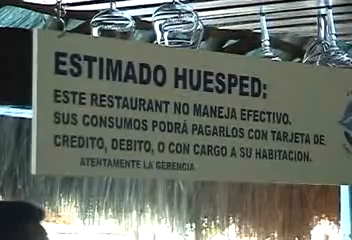 ESTIMADO HUESPED:
ESTE RESTAURANT NO MANEJA EFECTIVO.
SUS CONSUMOS PODRÁ PAGARLOS CON TARJETA DE
CREDITO, DEBITO, O CON CARGO A SU HABITACION.
ATENTAMENTE LA GERENCIA